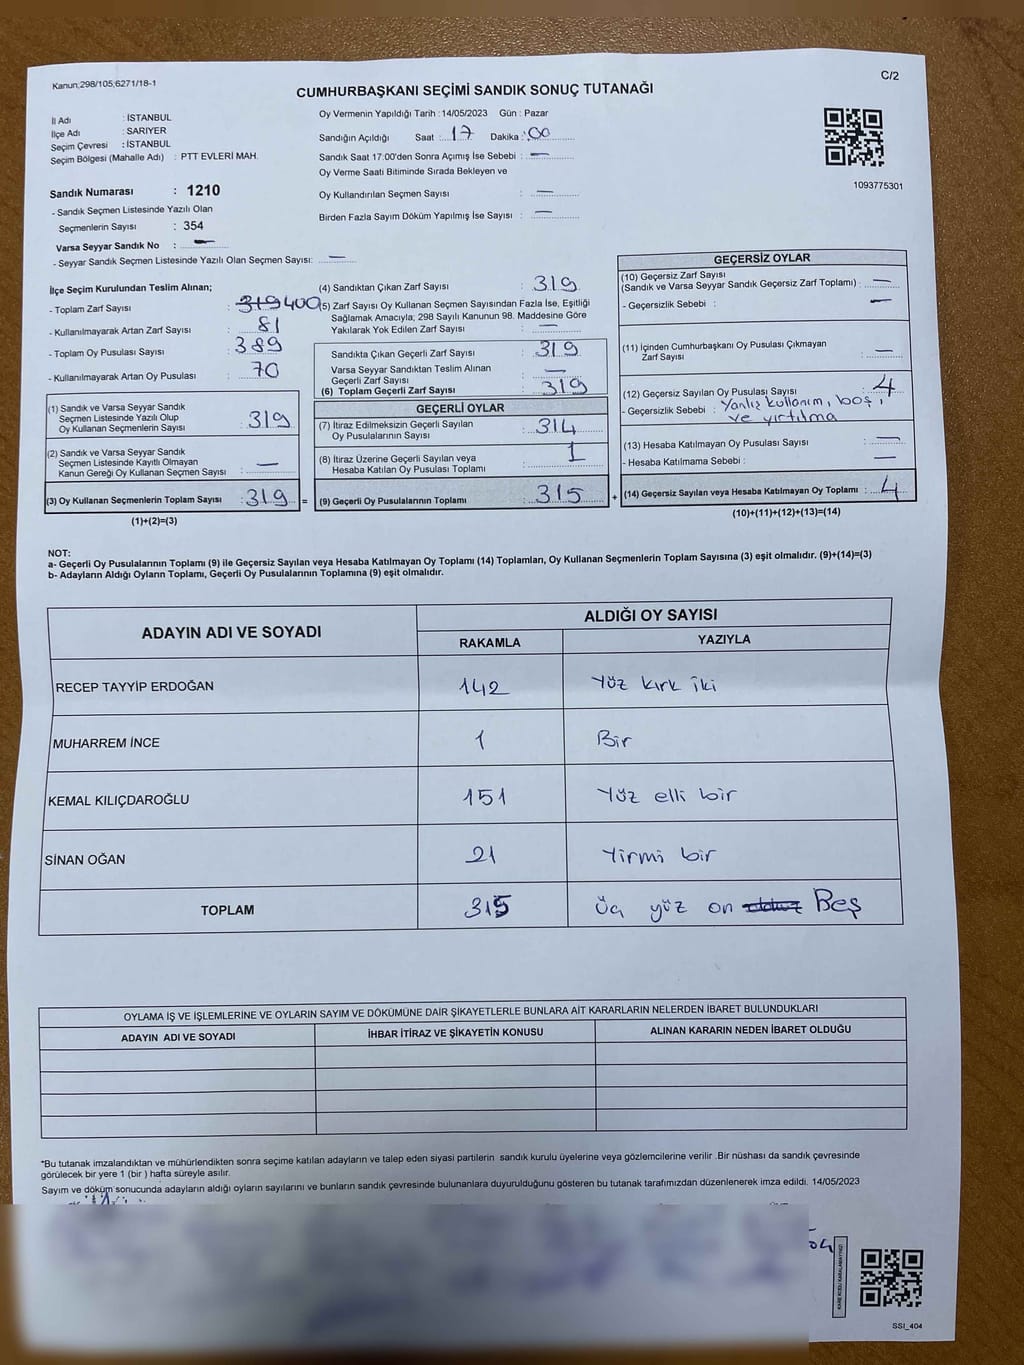 Kanun;298/105;6271/18-1
C/2
CUMHURBAŞKANI SEÇİMİ SANDIK SONUÇ TUTANAĞI
İl Adı : İSTANBUL
İlçe Adı : SARIYER
Seçim Çevresi : İSTANBUL
Seçim Bölgesi (Mahalle Adı) : PTT EVLERİ MAH.
Sandık Numarası : 1210
- Sandık Seçmen Listesinde Yazılı Olan
Seçmenlerin Sayısı : 354
Varsa Seyyar Sandık No : —
- Seyyar Sandık Seçmen Listesinde Yazılı Olan Seçmen Sayısı: —
Oy Vermenin Yapıldığı Tarih : 14/05/2023 Gün : Pazar
Sandığın Açıldığı Saat : 17 Dakika : 00
Sandık Saat 17:00'den Sonra Açımış İse Sebebi : —
Oy Verme Saati Bitiminde Sırada Bekleyen ve
Oy Kullandırılan Seçmen Sayısı : —
Birden Fazla Sayım Döküm Yapılmış İse Sayısı : —
1093775301
İlçe Seçim Kurulundan Teslim Alınan;
- Toplam Zarf Sayısı : 319 400
- Kullanılmayarak Artan Zarf Sayısı : 81
- Toplam Oy Pusulası Sayısı : 389
- Kullanılmayarak Artan Oy Pusulası : 70
(1) Sandık ve Varsa Seyyar Sandık
Seçmen Listesinde Yazılı Olup
Oy Kullanan Seçmenlerin Sayısı : 319
(2) Sandık ve Varsa Seyyar Sandık
Seçmen Listesinde Kayıtlı Olmayan
Kanun Gereği Oy Kullanan Seçmen Sayısı : —
(3) Oy Kullanan Seçmenlerin Toplam Sayısı : 319 =
(1)+(2)=(3)
(4) Sandıktan Çıkan Zarf Sayısı : 319
(5) Zarf Sayısı Oy Kullanan Seçmen Sayısından Fazla İse, Eşitliği
Sağlamak Amacıyla; 298 Sayılı Kanunun 98. Maddesine Göre
Yakılarak Yok Edilen Zarf Sayısı : —
Sandıkta Çıkan Geçerli Zarf Sayısı : 319
Varsa Seyyar Sandıktan Teslim Alınan
Geçerli Zarf Sayısı : —
(6) Toplam Geçerli Zarf Sayısı : 319
GEÇERLİ OYLAR
(7) İtiraz Edilmeksizin Geçerli Sayılan
Oy Pusulalarının Sayısı : 314
(8) İtiraz Üzerine Geçerli Sayılan veya
Hesaba Katılan Oy Pusulası Toplamı : 1
(9) Geçerli Oy Pusulalarının Toplamı : 315 +
GEÇERSİZ OYLAR
(10) Geçersiz Zarf Sayısı
(Sandık ve Varsa Seyyar Sandık Geçersiz Zarf Toplamı) : —
- Geçersizlik Sebebi : —
(11) İçinden Cumhurbaşkanı Oy Pusulası Çıkmayan
Zarf Sayısı : —
(12) Geçersiz Sayılan Oy Pusulası Sayısı : 4
- Geçersizlik Sebebi : Yanlış kullanım, boş,
ve yırtılma
(13) Hesaba Katılmayan Oy Pusulası Sayısı : —
- Hesaba Katılmama Sebebi : —
(14) Geçersiz Sayılan veya Hesaba Katılmayan Oy Toplamı : 4
(10)+(11)+(12)+(13)=(14)
NOT:
a- Geçerli Oy Pusulalarının Toplamı (9) ile Geçersiz Sayılan veya Hesaba Katılmayan Oy Toplamı (14) Toplamları, Oy Kullanan Seçmenlerin Toplam Sayısına (3) eşit olmalıdır. (9)+(14)=(3)
b- Adayların Aldığı Oyların Toplamı, Geçerli Oy Pusulalarının Toplamına (9) eşit olmalıdır.
ADAYIN ADI VE SOYADI ALDIĞI OY SAYISI
RAKAMLA YAZIYLA
RECEP TAYYİP ERDOĞAN 142 Yüz kırk iki
MUHARREM İNCE 1 Bir
KEMAL KILIÇDAROĞLU 151 Yüz elli bir
SİNAN OĞAN 21 Yirmi bir
TOPLAM 315 üç yüz on Beş
OYLAMA İŞ VE İŞLEMLERİNE VE OYLARIN SAYIM VE DÖKÜMÜNE DAİR ŞİKAYETLERLE BUNLARA AİT KARARLARIN NELERDEN İBARET BULUNDUKLARI
ADAYIN ADI VE SOYADI İHBAR İTİRAZ VE ŞİKAYETİN KONUSU ALINAN KARARIN NEDEN İBARET OLDUĞU
*Bu tutanak imzalandıktan ve mühürlendikten sonra seçime katılan adayların ve talep eden siyasi partilerin sandık kurulu üyelerine veya gözlemcilerine verilir .Bir nüshası da sandık çevresinde
görülecek bir yere 1 (bir ) hafta süreyle asılır.
Sayım ve döküm sonucunda adayların aldığı oyların sayılarını ve bunların sandık çevresinde bulunanlara duyurulduğunu gösteren bu tutanak tarafımızdan düzenlenerek imza edildi. 14/05/2023
KARE KODU KARALAMAYINIZ!
SSI_404